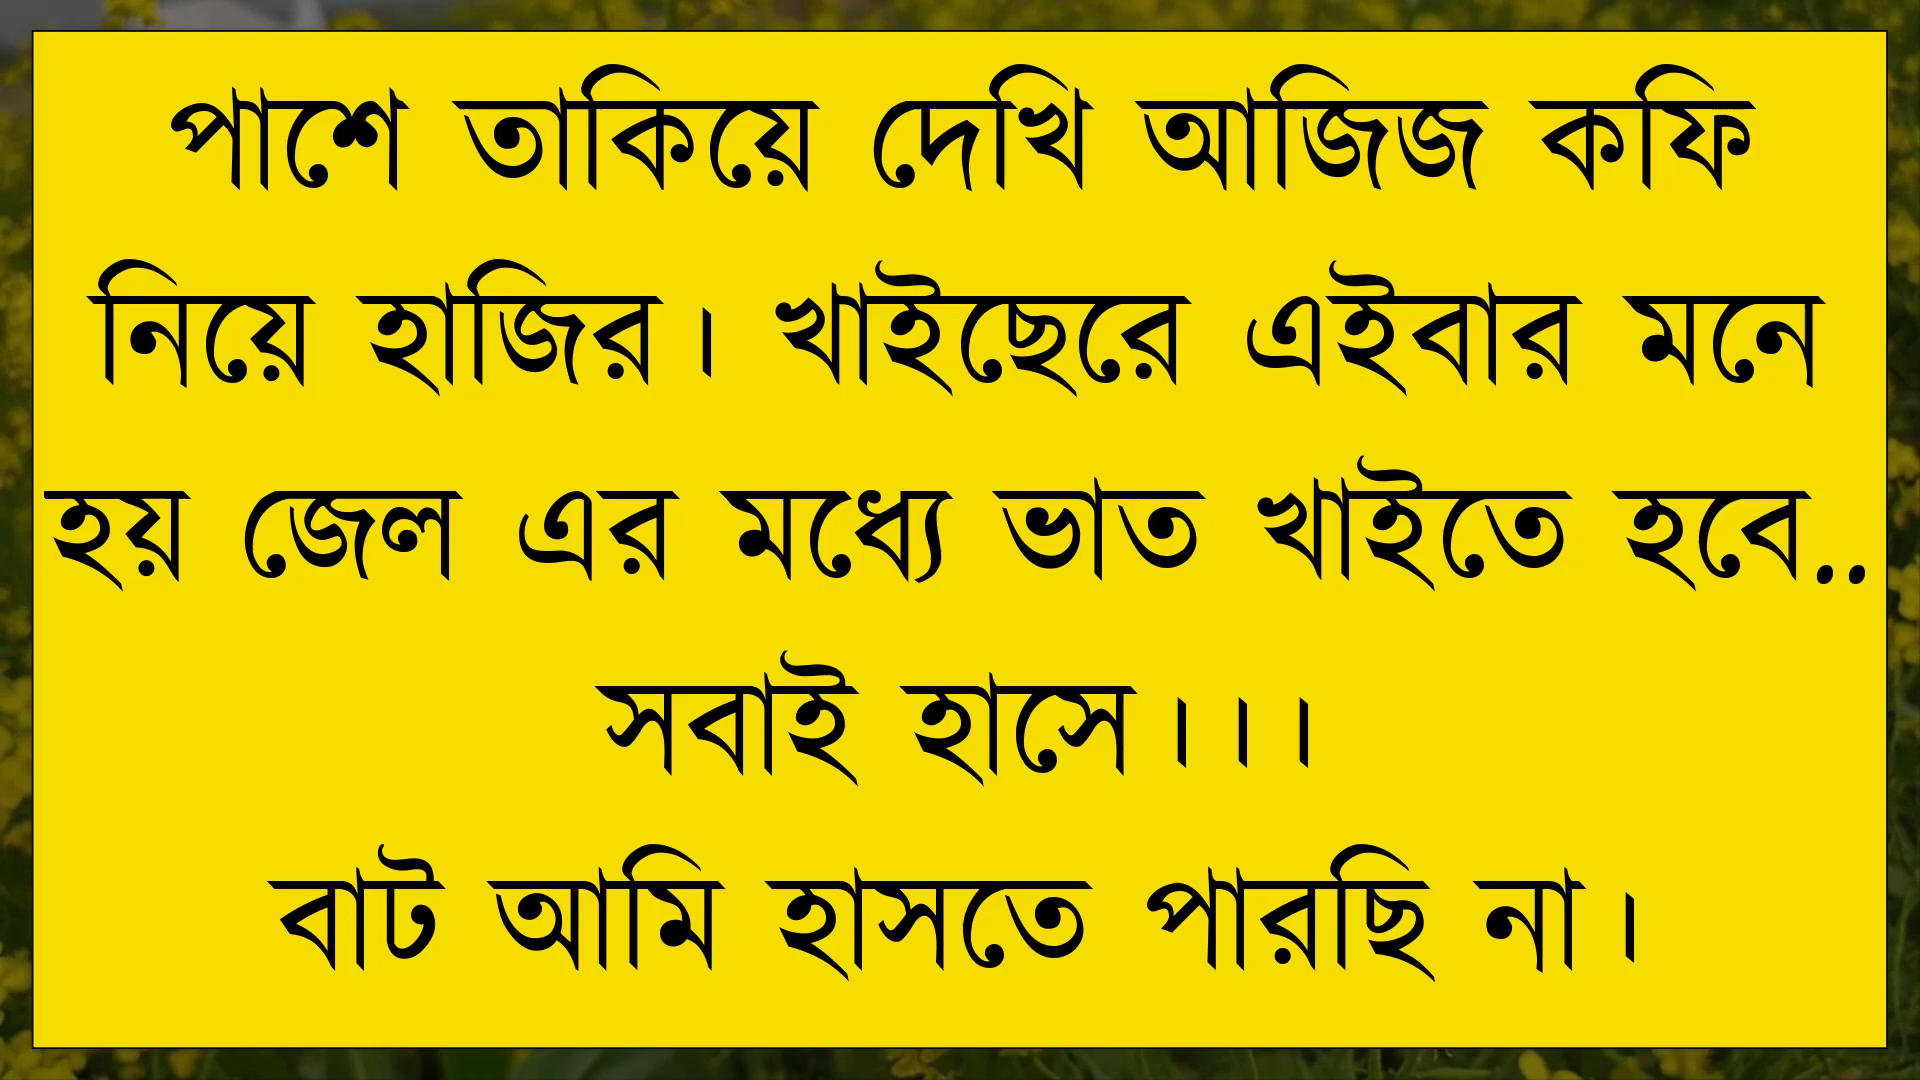 পাশে তাকিয়ে দেখি আজিজ কফি
নিয়ে হাজির। খাইছেরে এইবার মনে
হয় জেল এর মধ্যে ভাত খাইতে হবে..
সবাই হাসে।।।
বাট আমি হাসতে পারছি না।